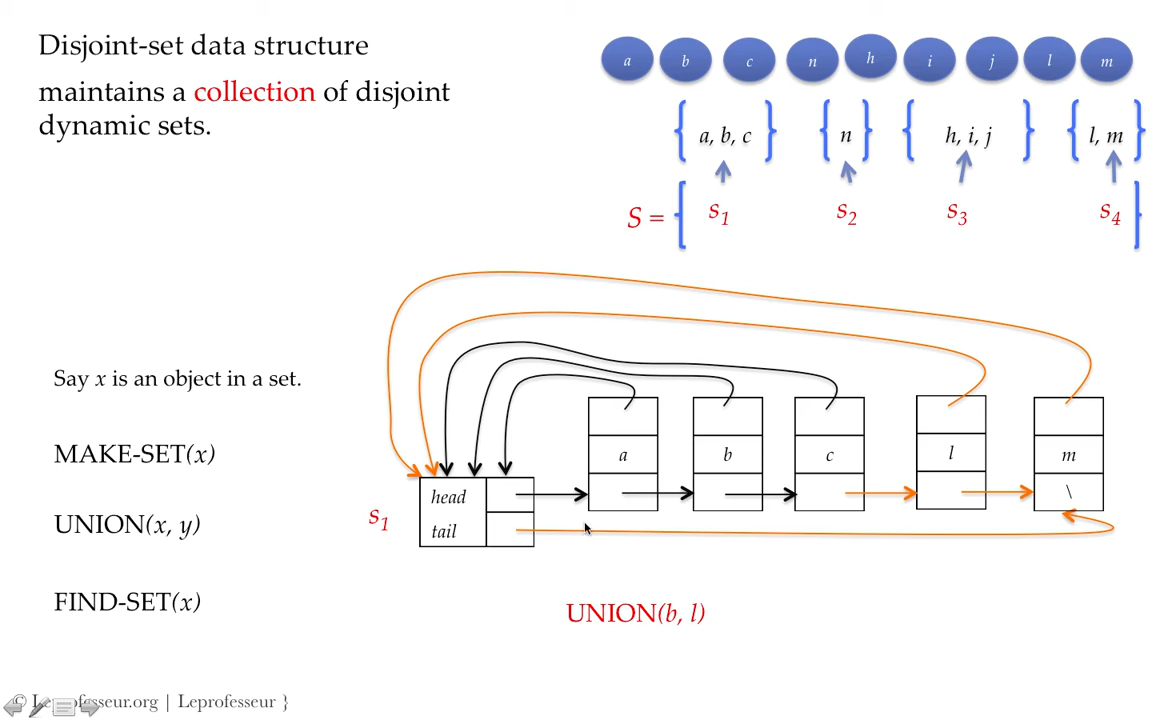 Disjoint-set data structure
maintains a collection of disjoint
dynamic sets.
a b c n h i j l m
{ a, b, c } { n } { h, i, j } { l, m }
S = { s1 s2 s3 s4 }
Say x is an object in a set.
MAKE-SET(x)
UNION(x, y)
FIND-SET(x)
a b c l m
head
\
s1
tail
UNION(b, l)
© Leprofesseur.org | Leprofesseur }